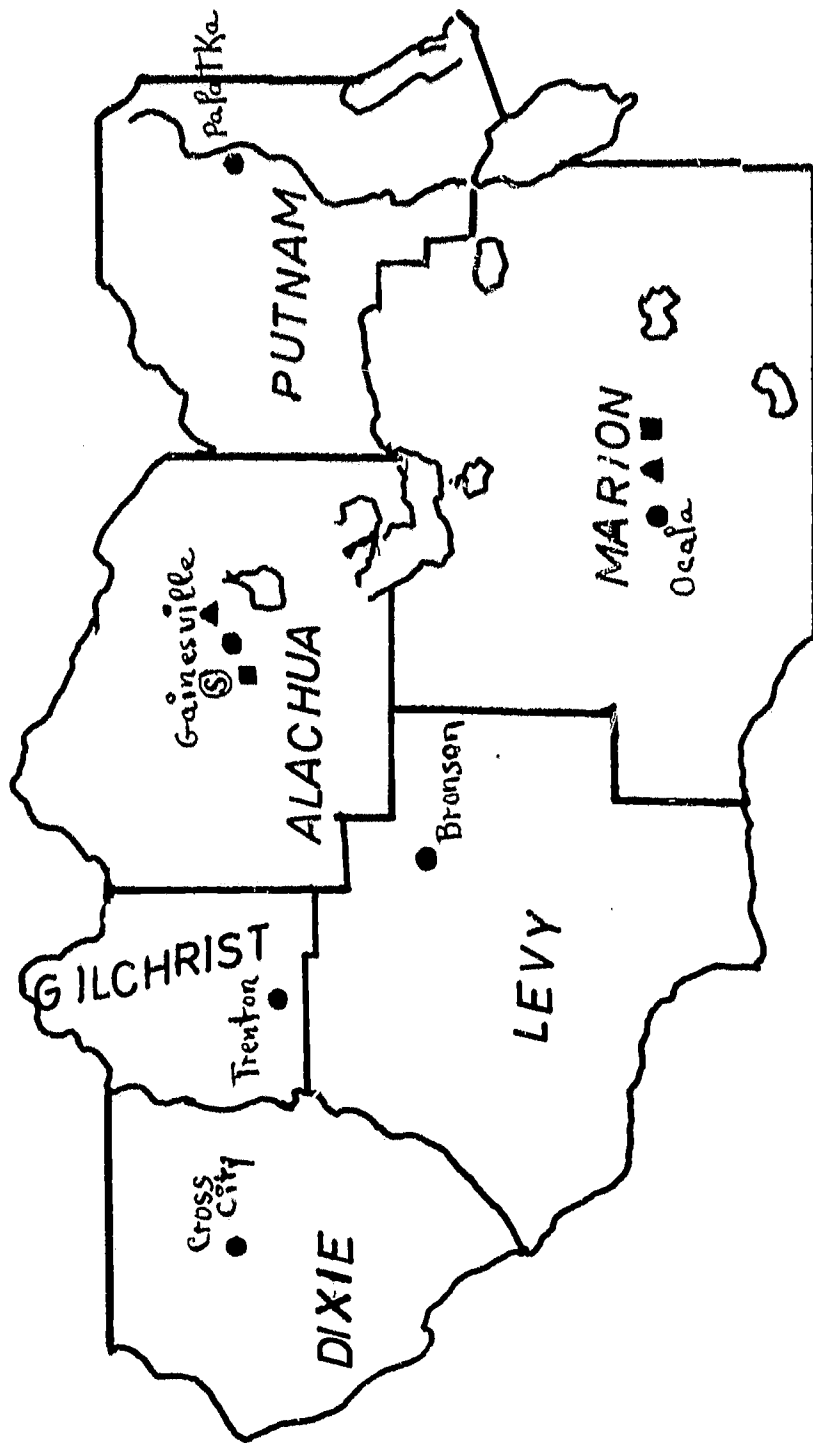 GILCHRIST
Gainesville
Cross
City
PalatKa
S
Trenton
PUTNAM
ALACHUA
DIXIE
Bronson
LEVY
MARION
Ocala